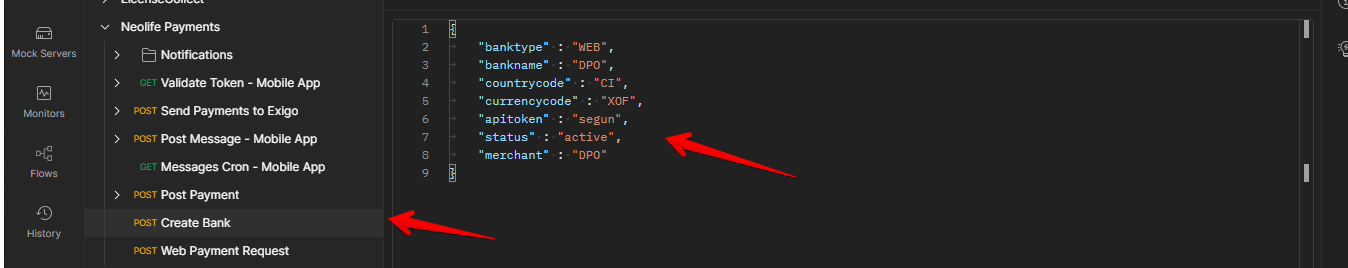 LicenseCollect
Neolife Payments
Mock Servers
Notifications
GET Validate Token - Mobile App
Monitors
POST Send Payments to Exigo
POST Post Message - Mobile App
Flows
GET Messages Cron - Mobile App
POST Post Payment
History
POST Create Bank
POST Web Payment Request
1 {
2 "banktype" : "WEB",
3 "bankname" : "DPO",
4 "countrycode" : "CI",
5 "currencycode" : "XOF",
6 "apitoken" : "segun",
7 "status" : "active",
8 "merchant" : "DPO"
9 }